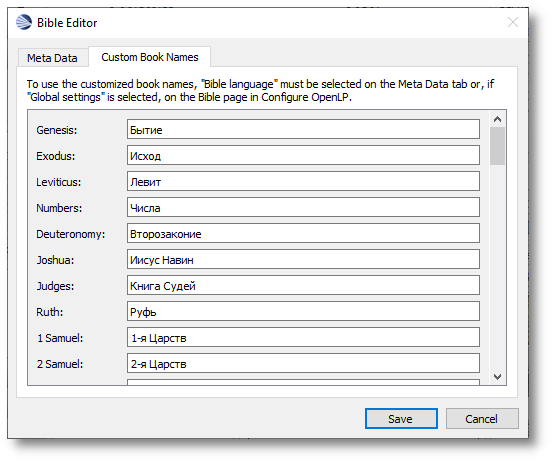 Bible Editor
Meta Data
Custom Book Names
To use the customized book names, "Bible language" must be selected on the Meta Data tab or, if
"Global settings" is selected, on the Bible page in Configure OpenLP.
Genesis: Бытие
Exodus: Исход
Leviticus: Левит
Numbers: Числа
Deuteronomy: Второзаконие
Joshua: Иисус Навин
Judges: Книга Судей
Ruth: Руфь
1 Samuel: 1-я Царств
2 Samuel: 2-я Царств
Save
Cancel